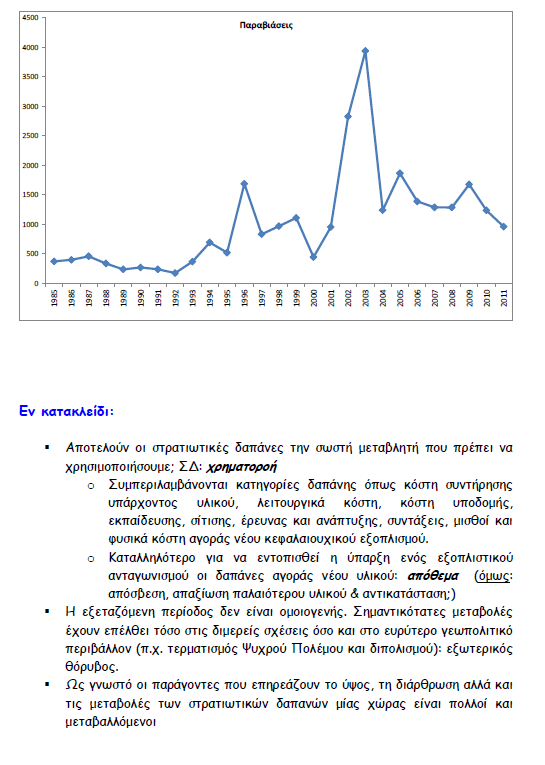 Παραβιάσεις
4500
4000
3500
3000
2500
2000
1500
1000
500
0
1985 1986 1987 1988 1989 1990 1991 1992 1993 1994 1995 1996 1997 1998 1999 2000 2001 2002 2003 2004 2005 2006 2007 2008 2009 2010 2011
Εν κατακλείδι:
▪ Αποτελούν οι στρατιωτικές δαπάνες την σωστή μεταβλητή που πρέπει να
χρησιμοποιήσουμε; ΣΔ: χρηματοροή
o Συμπεριλαμβάνονται κατηγορίες δαπάνης όπως κόστη συντήρησης
υπάρχοντος υλικού, λειτουργικά κόστη, κόστη υποδομής,
εκπαίδευσης, σίτισης, έρευνας και ανάπτυξης, συντάξεις, μισθοί και
φυσικά κόστη αγοράς νέου κεφαλαιουχικού εξοπλισμού.
o Καταλληλότερο για να εντοπισθεί η ύπαρξη ενός εξοπλιστικού
ανταγωνισμού οι δαπάνες αγοράς νέου υλικού: απόθεμα (όμως:
απόσβεση, απαξίωση παλαιότερου υλικού & αντικατάσταση;)
▪ Η εξεταζόμενη περίοδος δεν είναι ομοιογενής. Σημαντικότατες μεταβολές
έχουν επέλθει τόσο στις διμερείς σχέσεις όσο και στο ευρύτερο γεωπολιτικό
περιβάλλον (π.χ. τερματισμός Ψυχρού Πολέμου και διπολισμού): εξωτερικός
θόρυβος.
▪ Ως γνωστό οι παράγοντες που επηρεάζουν το ύψος, τη διάρθρωση αλλά και
τις μεταβολές των στρατιωτικών δαπανών μίας χώρας είναι πολλοί και
μεταβαλλόμενοι